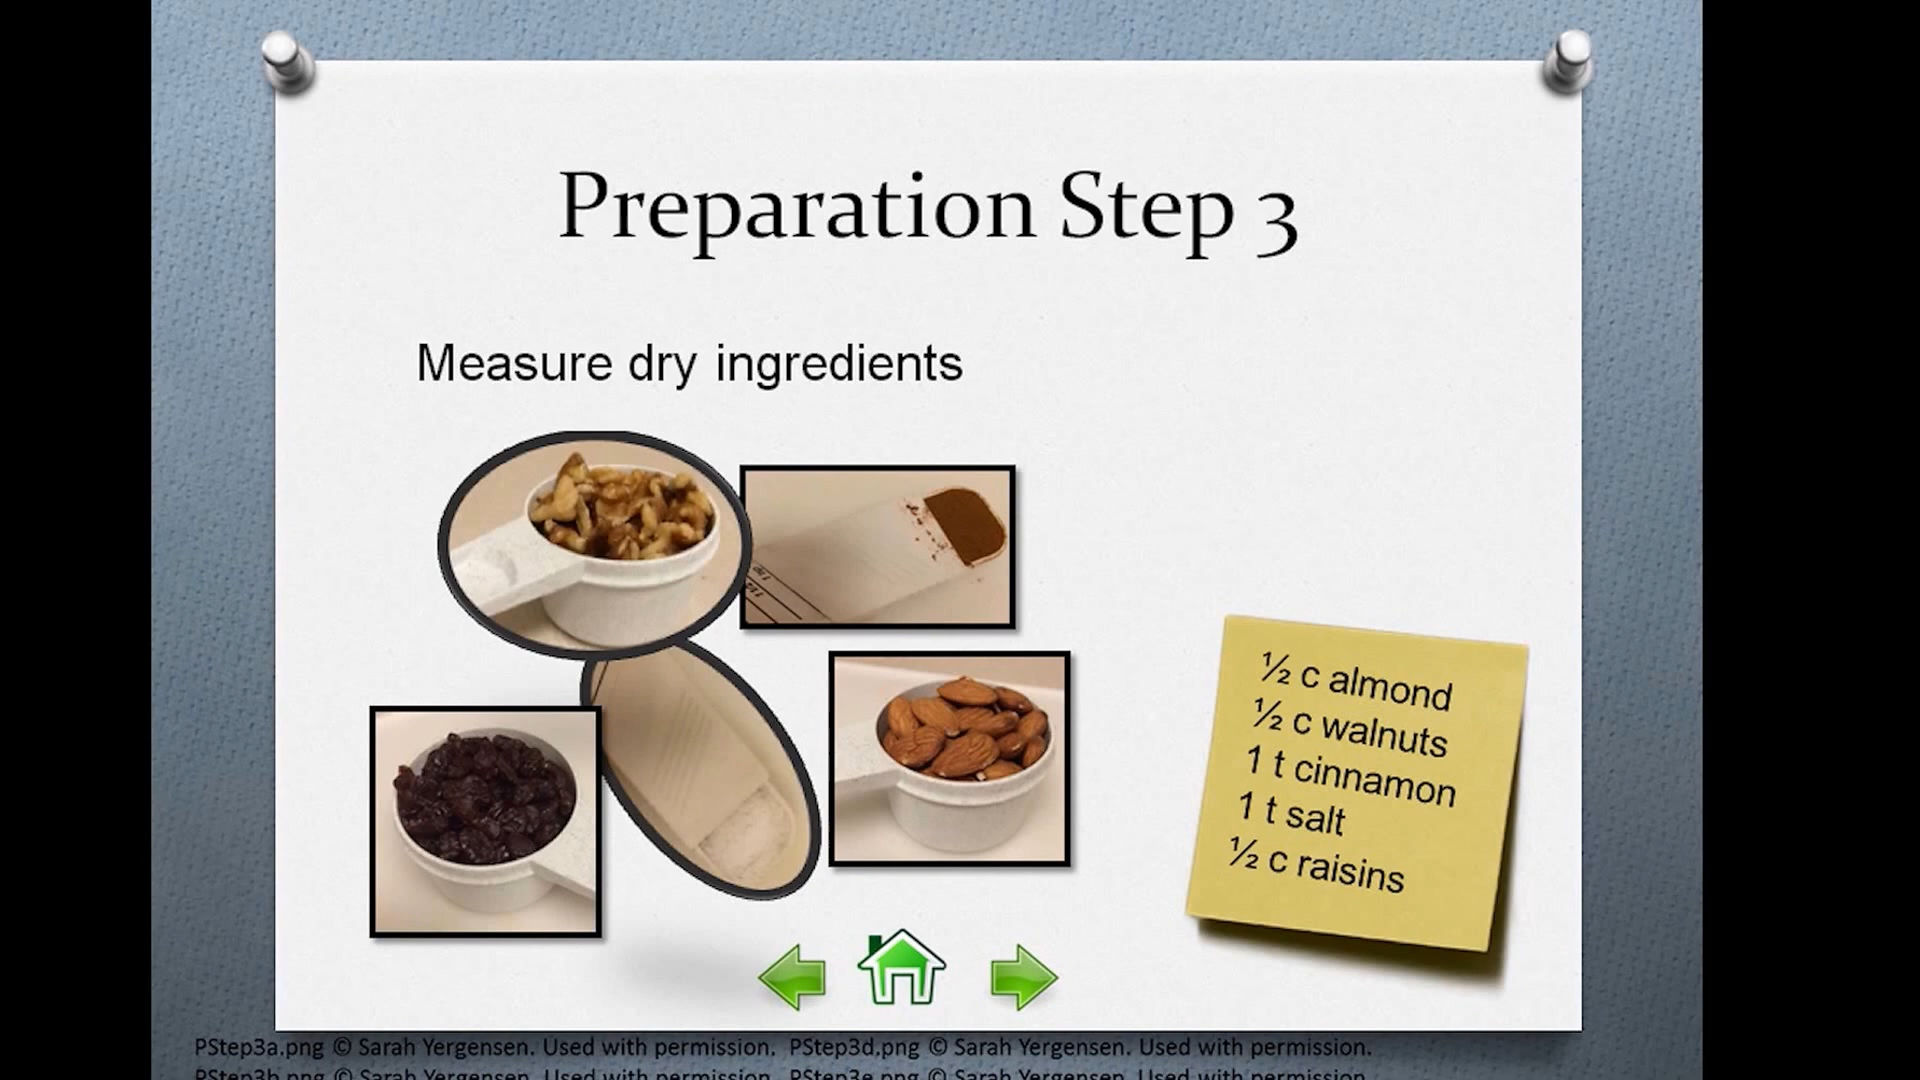 Preparation Step 3
Measure dry ingredients
½ c almond
½ c walnuts
1 t cinnamon
1 t salt
½ c raisins
PStep3a.png © Sarah Yergensen. Used with permission. PStep3d.png © Sarah Yergensen. Used with permission.
PStep3b.png © Sarah Yergensen. Used with permission. PStep3e.png © Sarah Yergensen. Used with permission.